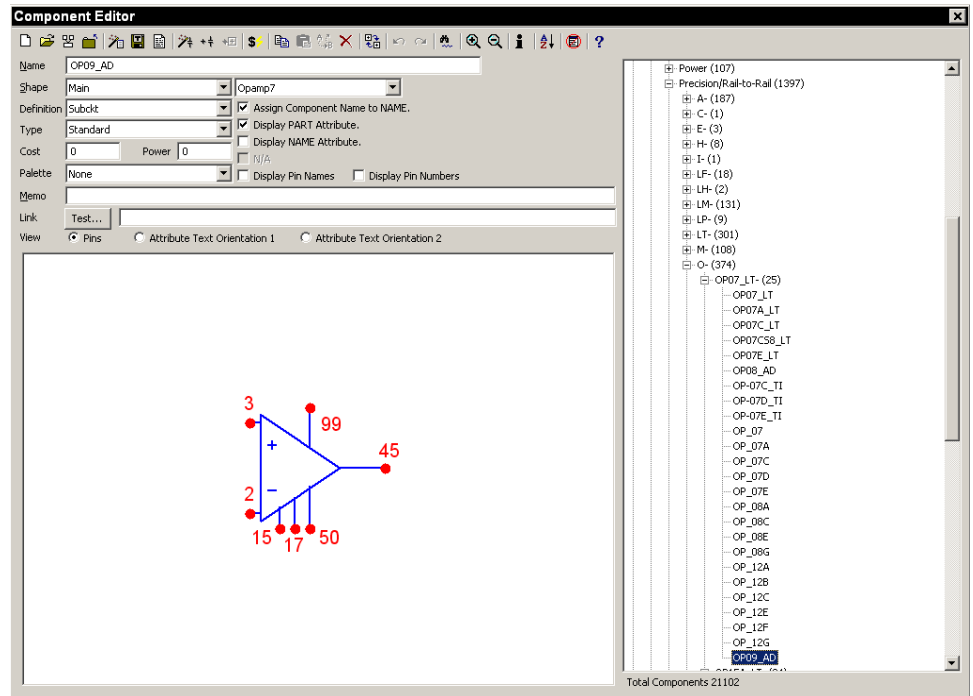 Component Editor
Name OP09_AD
Shape Main Opamp7
Definition Subckt Assign Component Name to NAME.
Type Standard Display PART Attribute.
Display NAME Attribute.
Cost 0 Power 0 N/A
Palette None Display Pin Names Display Pin Numbers
Memo
Link Test...
View Pins Attribute Text Orientation 1 Attribute Text Orientation 2
3
99
+
45
2
-
15 17 50
Power (107)
Precision/Rail-to-Rail (1397)
A- (187)
C- (1)
E- (3)
H- (8)
I- (1)
LF- (18)
LH- (2)
LM- (131)
LP- (9)
LT- (301)
M- (108)
O- (374)
OP07_LT- (25)
OP07_LT
OP07A_LT
OP07C_LT
OP07CS8_LT
OP07E_LT
OP08_AD
OP-07C_TI
OP-07D_TI
OP-07E_TI
OP_07
OP_07A
OP_07C
OP_07D
OP_07E
OP_08A
OP_08C
OP_08E
OP_08G
OP_12A
OP_12B
OP_12C
OP_12E
OP_12F
OP_12G
OP09_AD
Total Components 21102